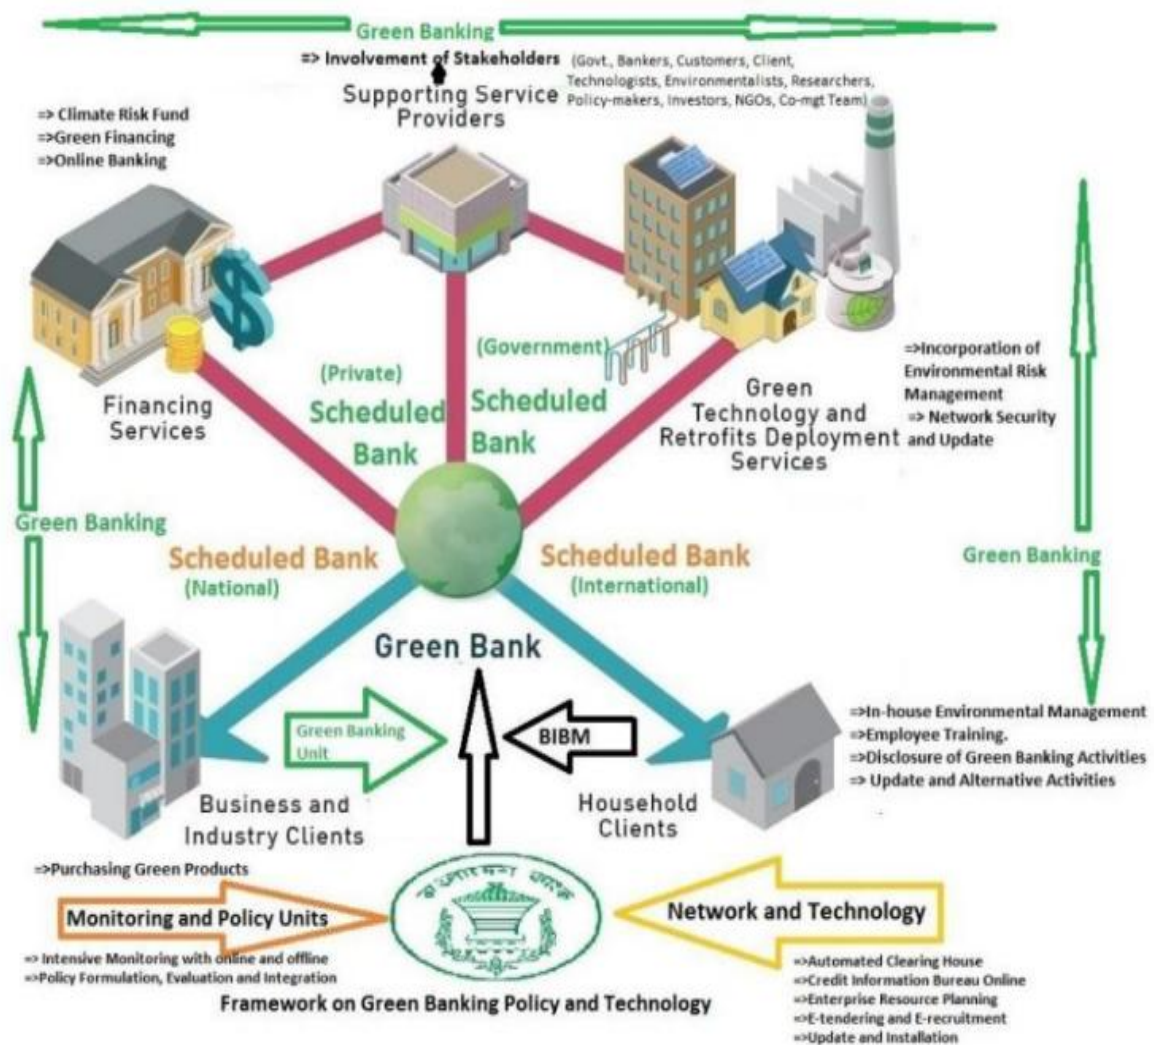 Green Banking
=> Involvement of Stakeholders (Govt., Bankers, Customers, Client,
Technologists, Environmentalists, Researchers,
Policy-makers, Investors, NGOs, Co-mgt Team)
Supporting Service
Providers
=> Climate Risk Fund
=>Green Financing
=>Online Banking
(Private)
Scheduled
Bank
(Government)
Scheduled
Bank
Financing
Services
Green
Technology and
Retrofits Deployment
Services
=>Incorporation of
Environmental Risk
Management
=> Network Security
and Update
Green Banking
Green Banking
Scheduled Bank
(National)
Scheduled Bank
(International)
Green Bank
Green Banking
Unit
BIBM
Business and
Industry Clients
Household
Clients
=>In-house Environmental Management
=>Employee Training.
=>Disclosure of Green Banking Activities
=> Update and Alternative Activities
=>Purchasing Green Products
Monitoring and Policy Units
=> Intensive Monitoring with online and offline
=>Policy Formulation, Evaluation and Integration
Network and Technology
=>Automated Clearing House
=>Credit Information Bureau Online
=>Enterprise Resource Planning
=>E-tendering and E-recruitment
=>Update and Installation
Framework on Green Banking Policy and Technology